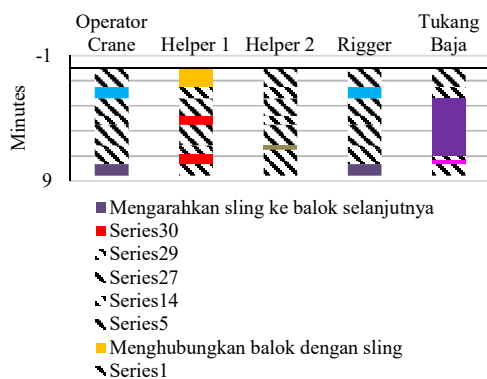 Operator Crane
Helper 1
Helper 2
Rigger
Tukang Baja
-1
Minutes
9
Mengarahkan sling ke balok selanjutnya
Series30
Series29
Series27
Series14
Series5
Menghubungkan balok dengan sling
Series1